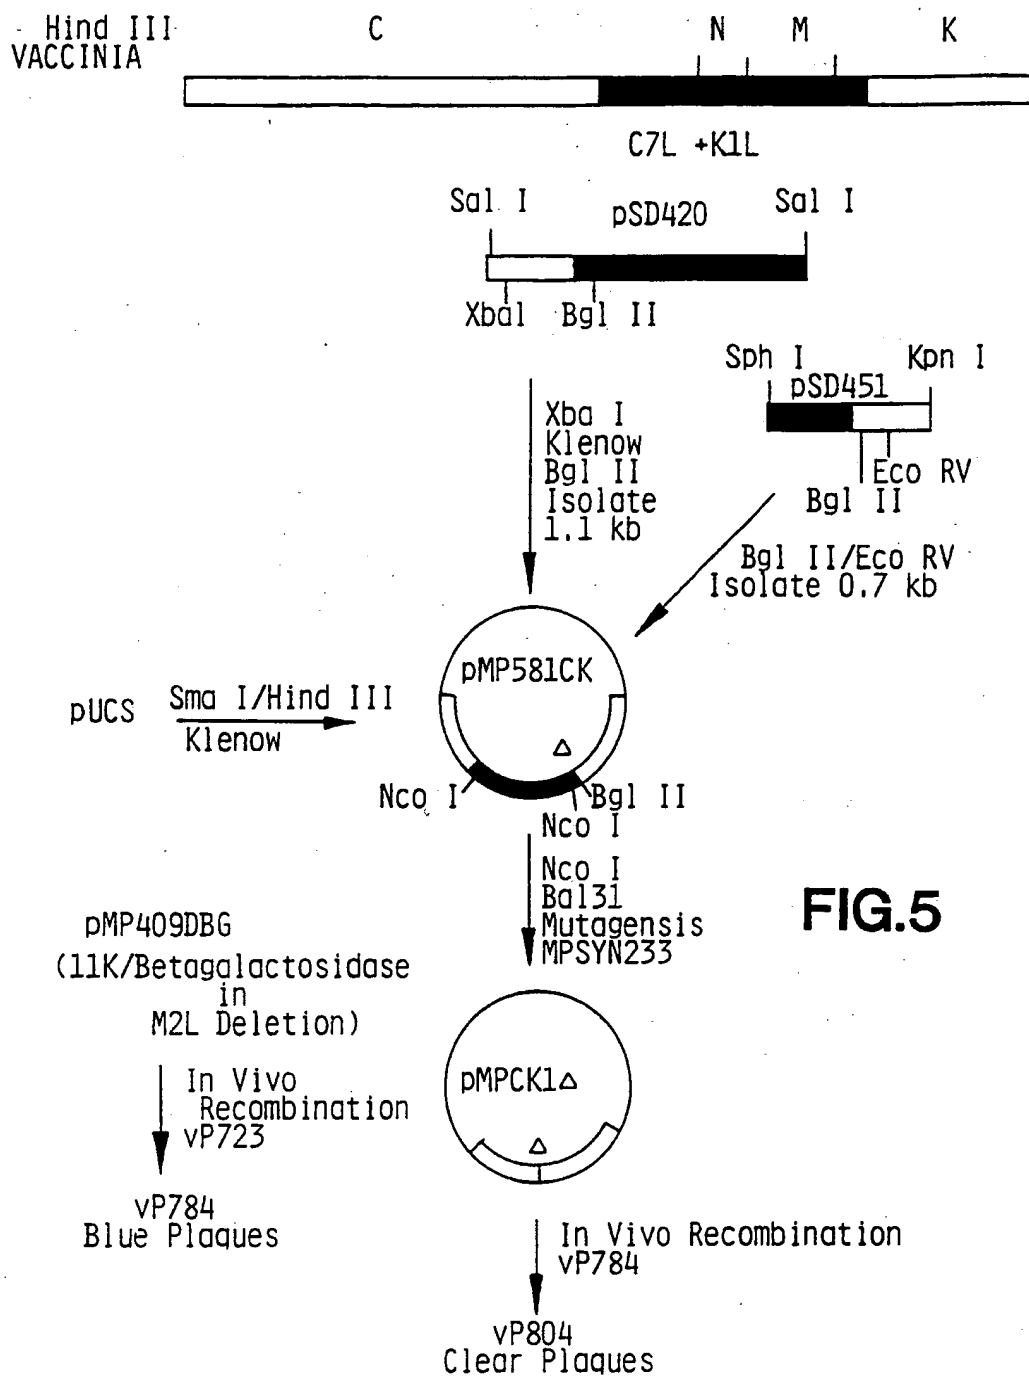 Hind III C N M K
VACCINIA
C7L +K1L
Sal I pSD420 Sal I
XbaI Bgl II
Sph I Kpn I
pSD451
Xba I
Klenow
Bgl II
Isolate
1.1 kb
Eco RV
Bgl II
Bgl II/Eco RV
Isolate 0.7 kb
pMP581CK
pUCS Sma I/Hind III
Klenow
Δ
Nco I Bgl II
Nco I
Nco I
Bal31
Mutagensis
MPSYN233
FIG.5
pMP409DBG
(11K/Betagalactosidase
in
M2L Deletion)
In Vivo
Recombination
vP723
vP784
Blue Plaques
pMPCK1Δ
Δ
In Vivo Recombination
vP784
vP804
Clear Plaques